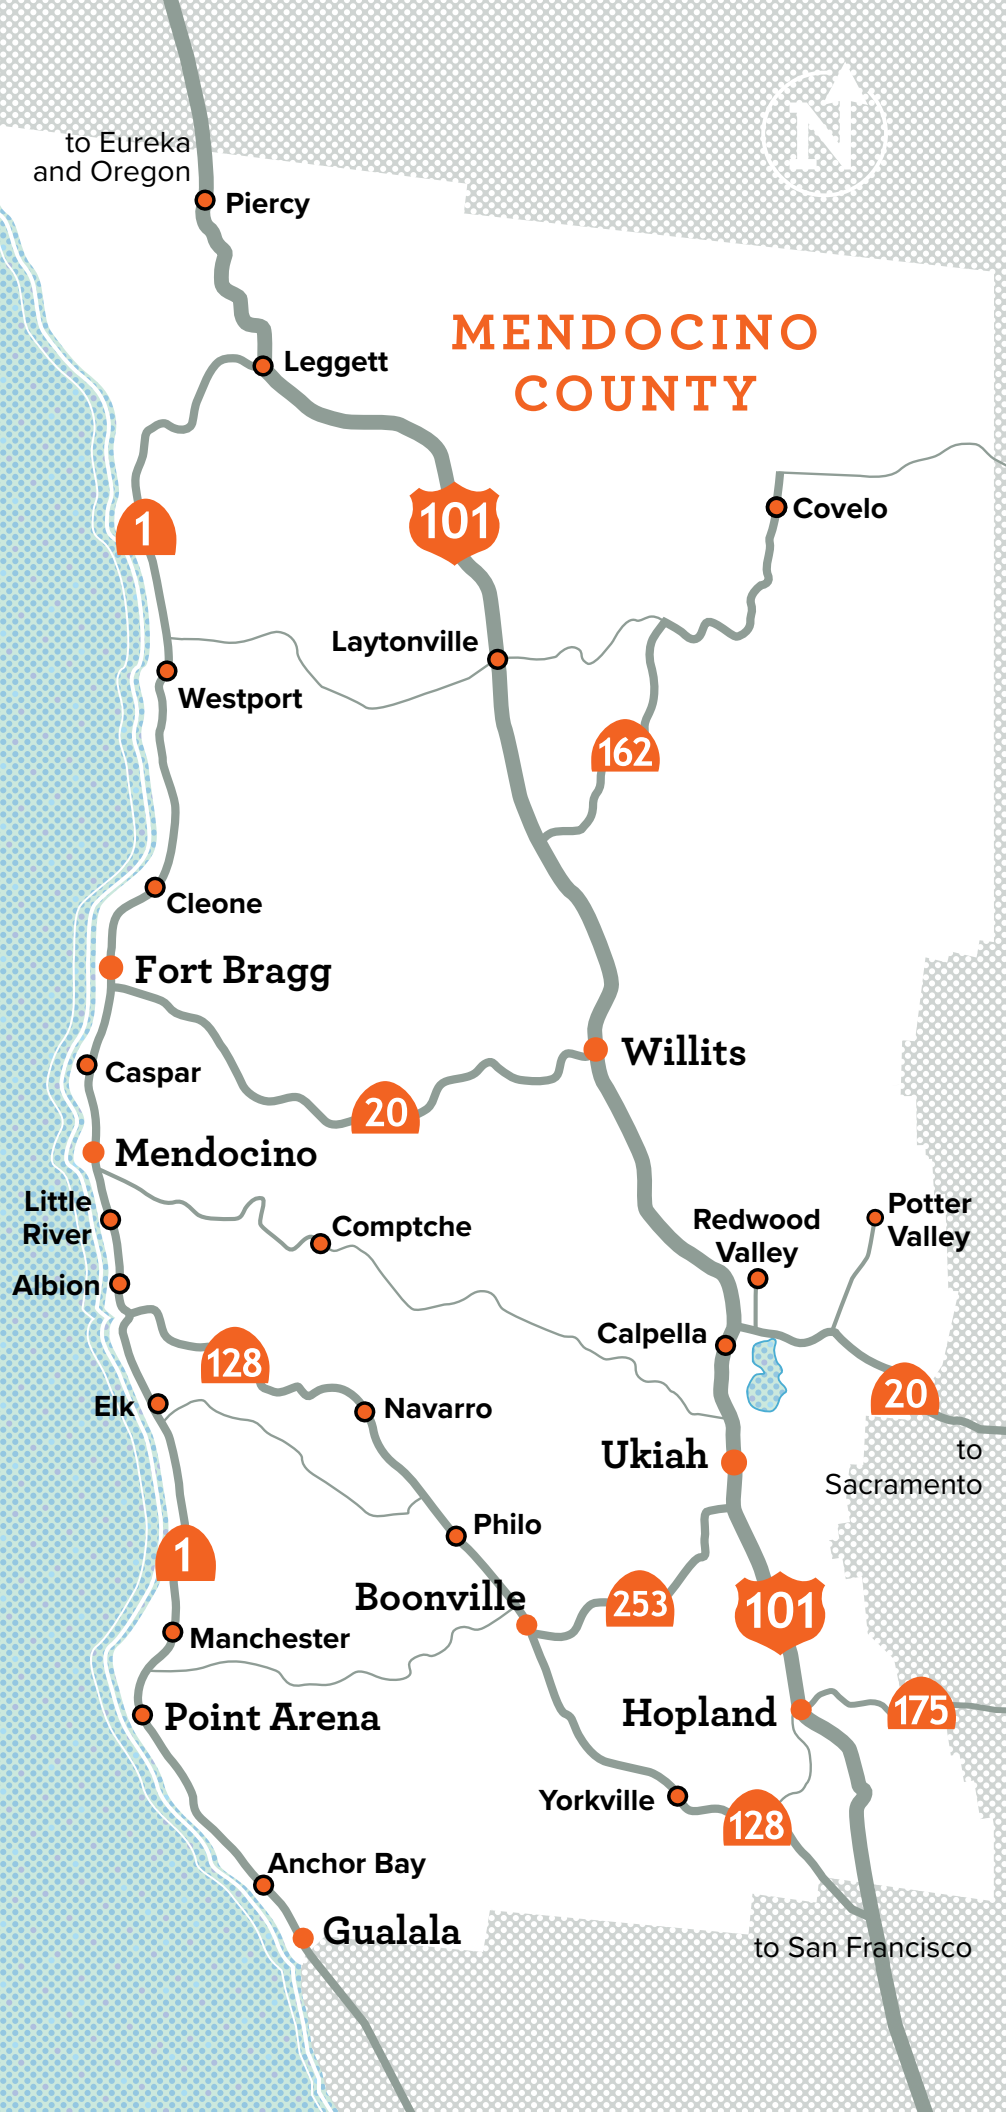 N
to Eureka
and Oregon
Piercy
MENDOCINO
COUNTY
Leggett
1
101
Covelo
Laytonville
Westport
162
Cleone
Fort Bragg
Willits
Caspar
20
Mendocino
Little
River
Comptche
Redwood
Valley
Potter
Valley
Albion
Calpella
128
Elk
Navarro
20
Ukiah
to
Sacramento
Philo
1
Boonville
253
101
Manchester
Point Arena
Hopland
175
Yorkville
128
Anchor Bay
Gualala
to San Francisco